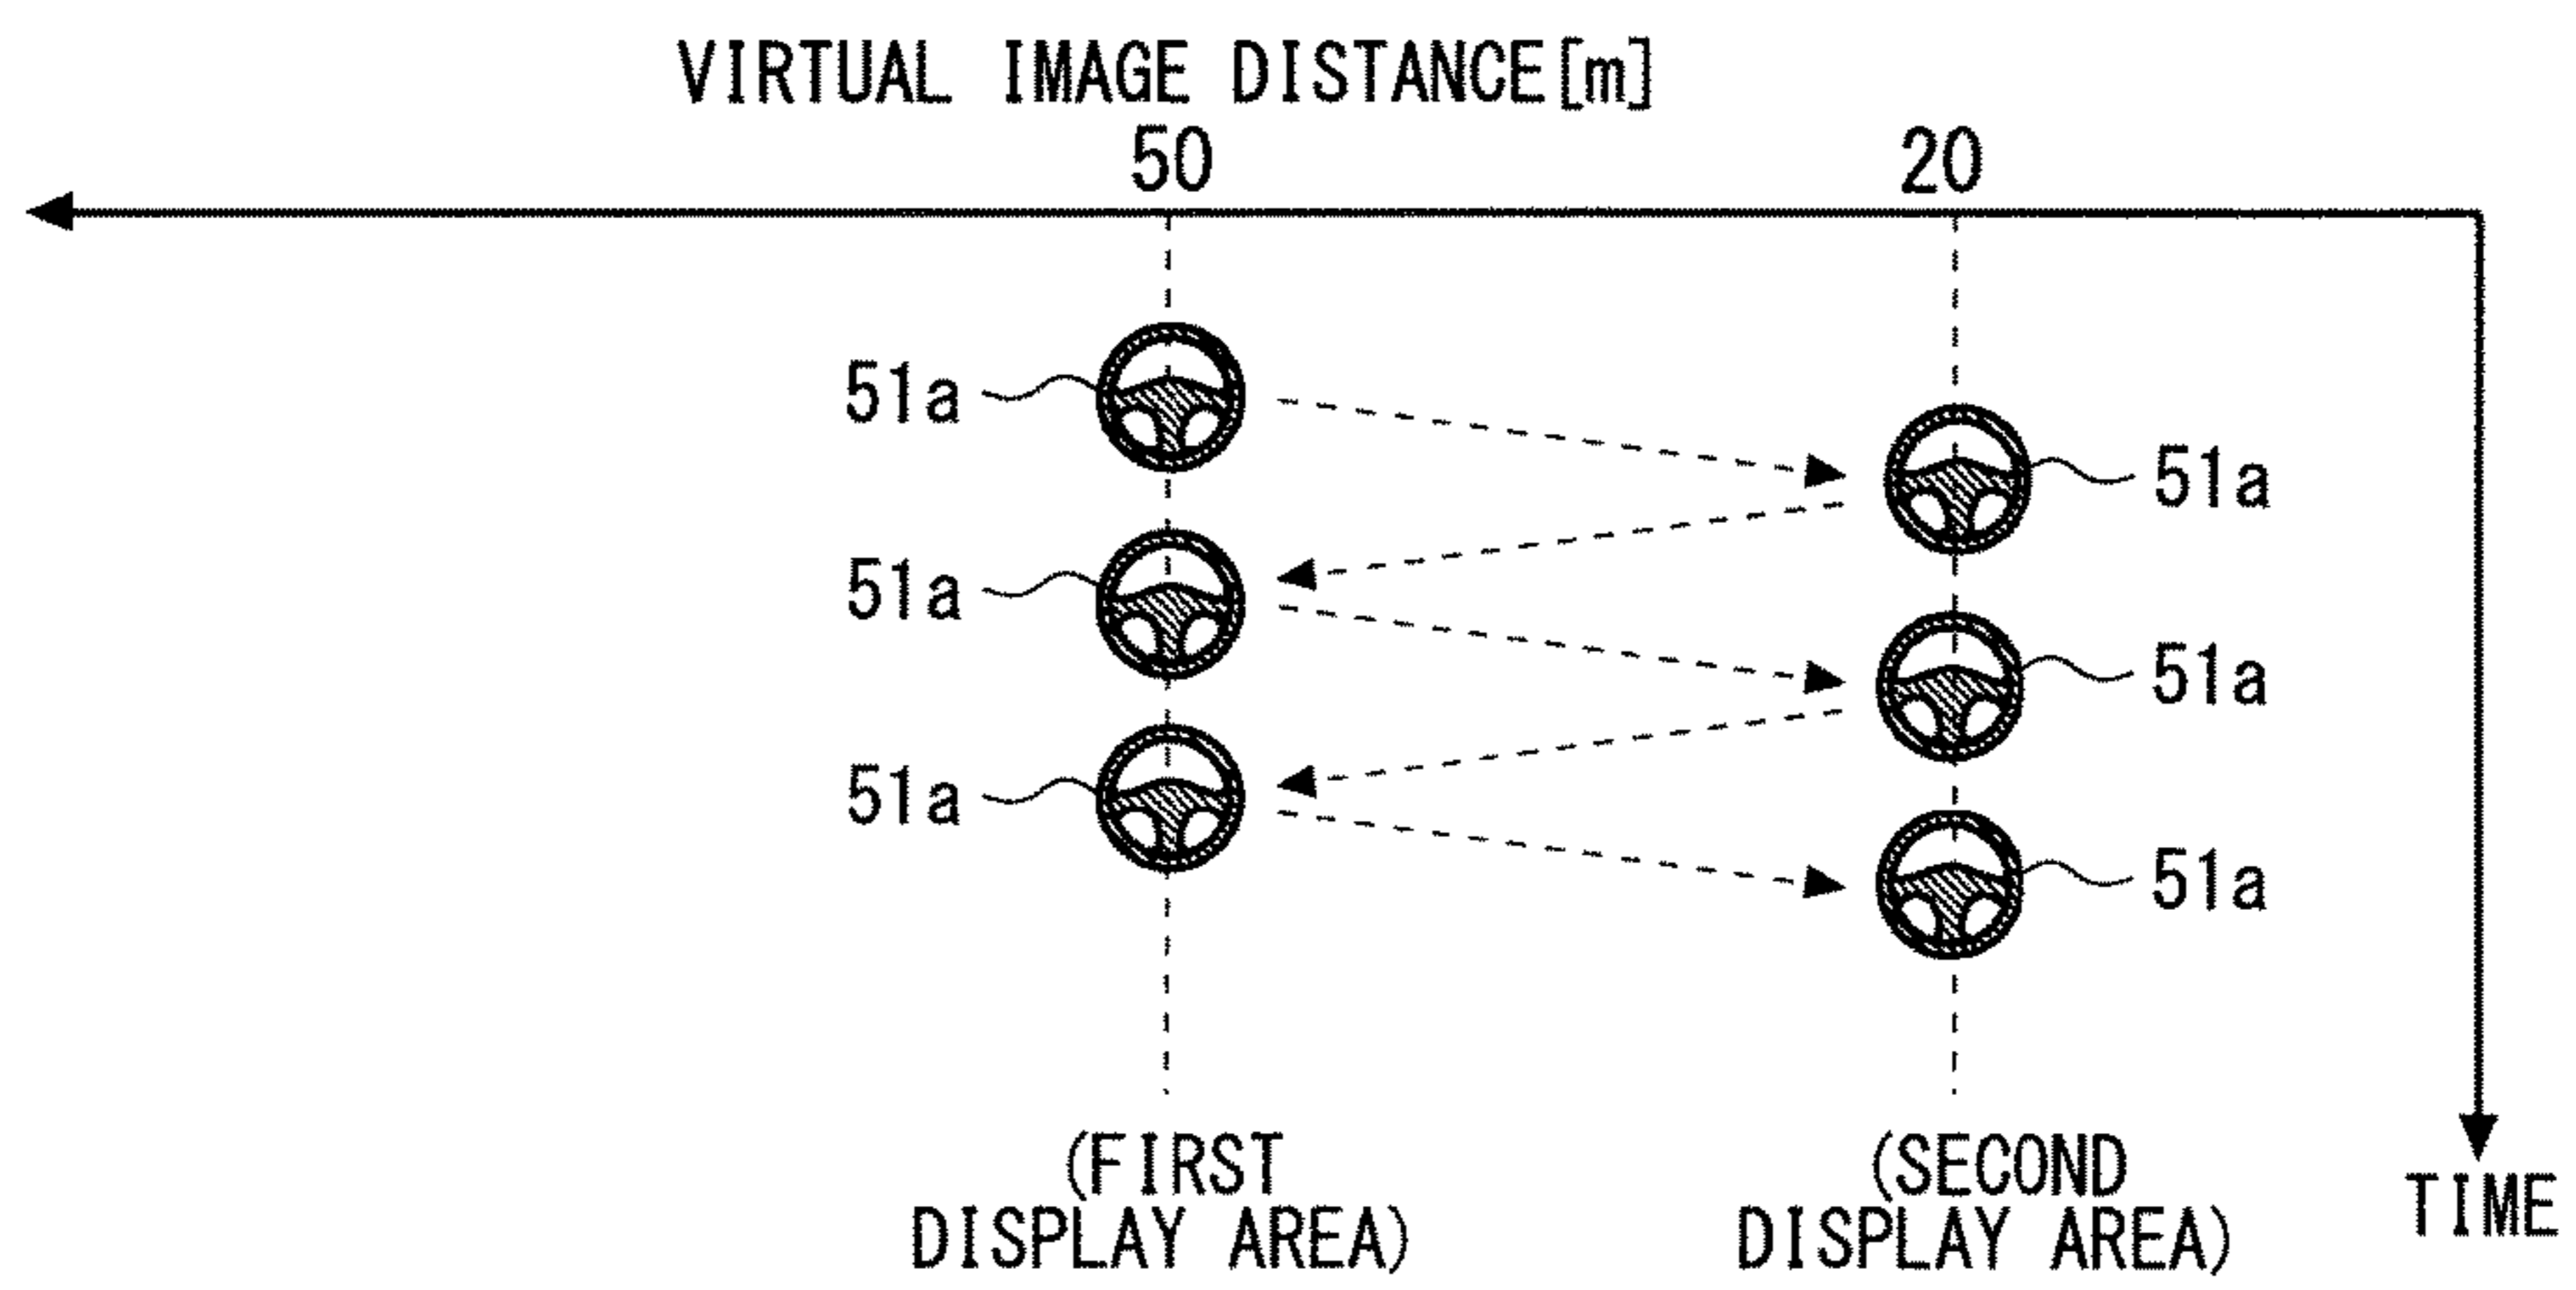 VIRTUAL IMAGE DISTANCE[m]
50 20
51a
51a
51a
51a
51a
51a
(FIRST
DISPLAY AREA)
(SECOND
DISPLAY AREA)
TIME